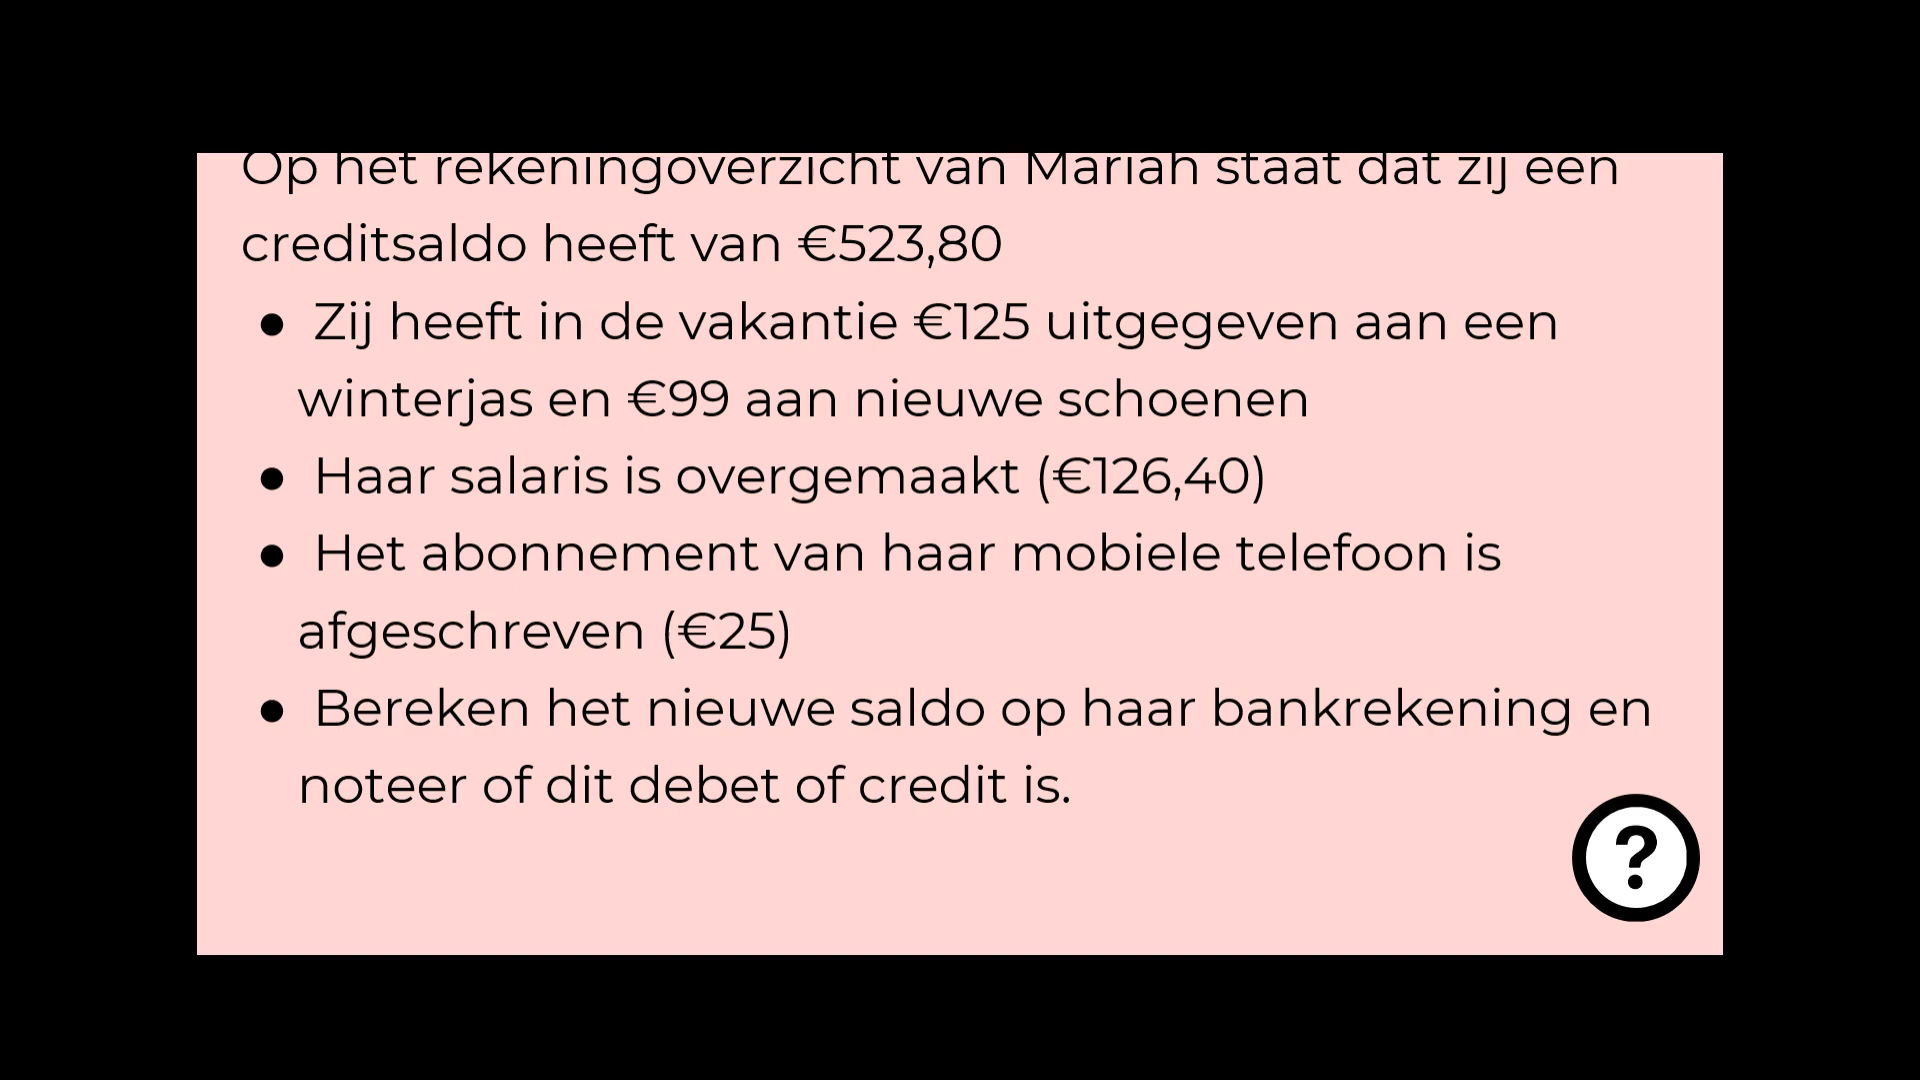 Op het rekeningoverzicht van Mariah staat dat zij een
creditsaldo heeft van €523,80
● Zij heeft in de vakantie €125 uitgegeven aan een
winterjas en €99 aan nieuwe schoenen
● Haar salaris is overgemaakt (€126,40)
● Het abonnement van haar mobiele telefoon is
afgeschreven (€25)
● Bereken het nieuwe saldo op haar bankrekening en
noteer of dit debet of credit is.
?